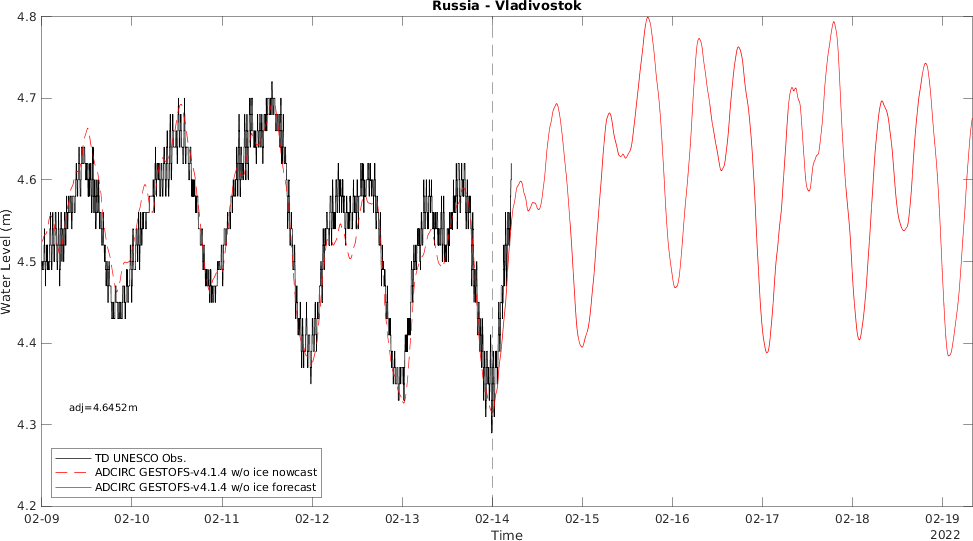 Russia - Vladivostok
4.8
4.7
4.6
4.5
4.4
4.3
4.2
Water Level (m)
adj=4.6452m
TD UNESCO Obs.
ADCIRC GESTOFS-v4.1.4 w/o ice nowcast
ADCIRC GESTOFS-v4.1.4 w/o ice forecast
02-09 02-10 02-11 02-12 02-13 02-14 02-15 02-16 02-17 02-18 02-19
2022
Time